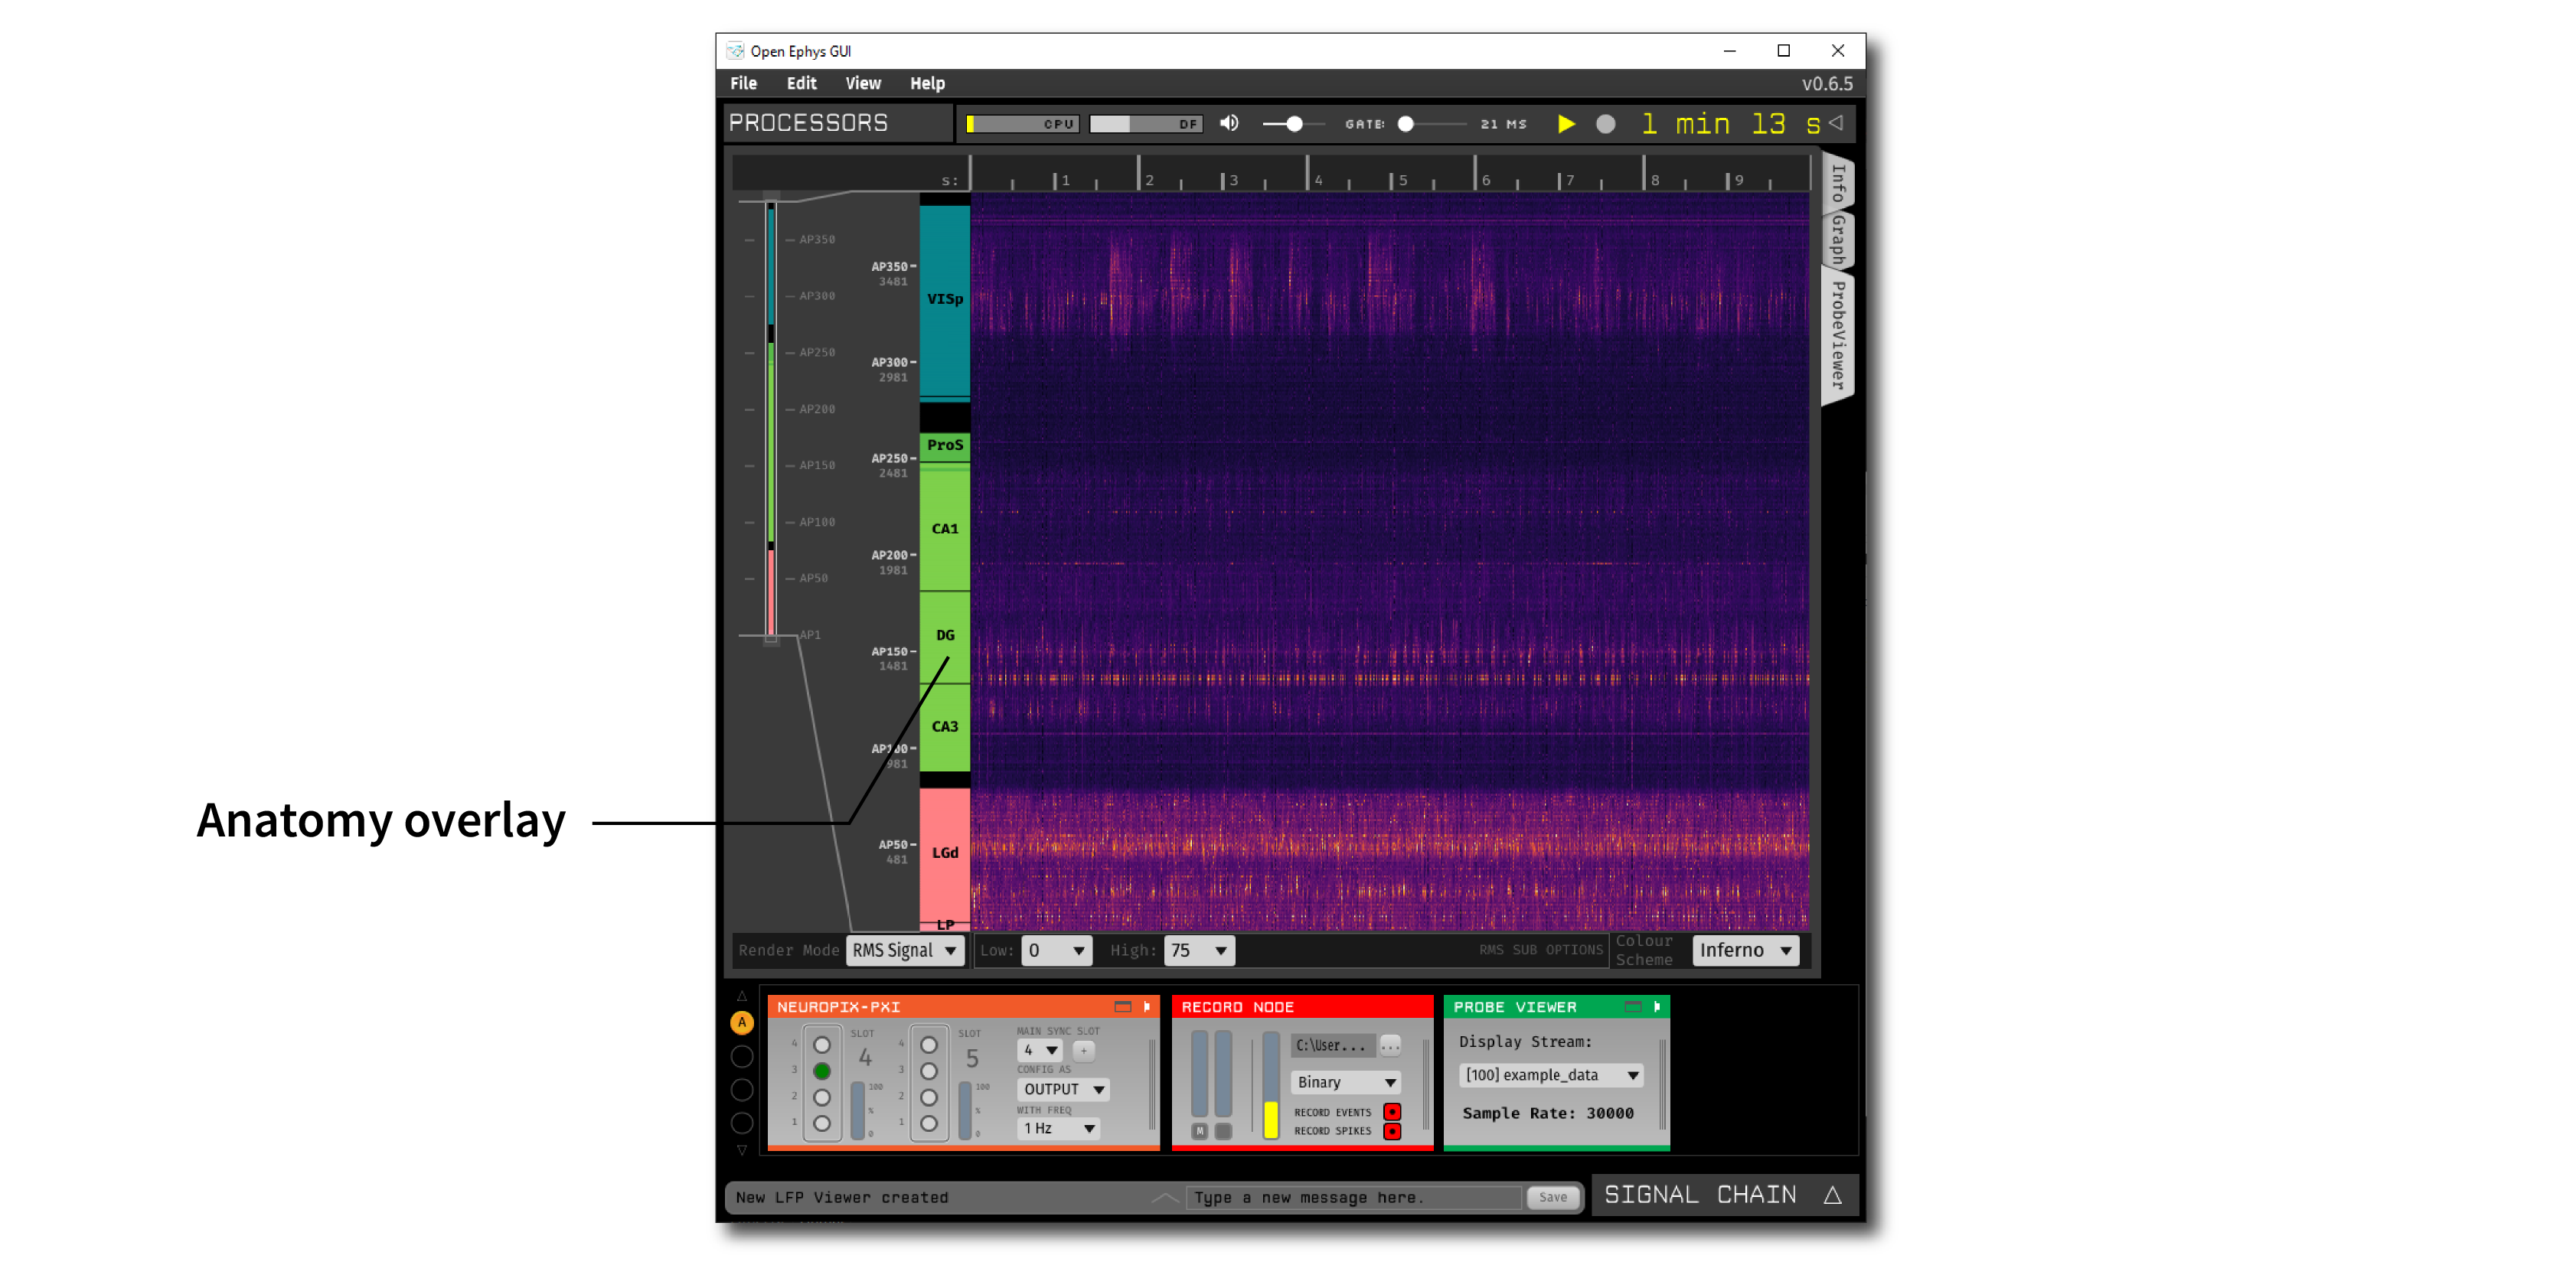 Open Ephys GUI
File Edit View Help v0.6.5
PROCESSORS CPU DF GATE: 21 MS 1 min 13 s
s: 1 2 3 4 5 6 7 8 9
Info
Graph
ProbeViewer
AP350
AP300
AP250
AP200
AP150
AP100
AP50
AP1
AP350
3481
AP300
2981
AP250
2481
AP200
1981
AP150
1481
AP100
981
AP50
481
VISp
ProS
CA1
DG
CA3
LGd
LP
Anatomy overlay
Render Mode RMS Signal Low: 0 High: 75 RMS SUB OPTIONS Colour Scheme Inferno
A
NEUROPIX-PXI
4
3
2
1
SLOT
4
100
%
0
4
3
2
1
SLOT
5
100
%
0
MAIN SYNC SLOT
4 +
CONFIG AS
OUTPUT
WITH FREQ
1 Hz
RECORD NODE
M
C:\User... ...
Binary
RECORD EVENTS
RECORD SPIKES
PROBE VIEWER
Display Stream:
[100] example_data
Sample Rate: 30000
New LFP Viewer created Type a new message here. Save SIGNAL CHAIN